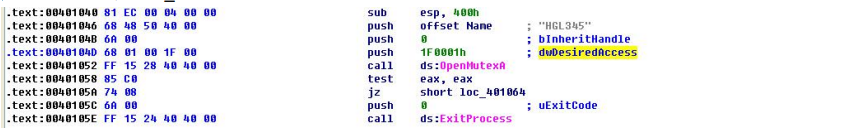 .text:00401040 81 EC 00 04 00 00 sub esp, 400h
.text:00401046 68 48 50 40 00 push offset Name ; "HGL345"
.text:0040104B 6A 00 push 0 ; bInheritHandle
.text:0040104D 68 01 00 1F 00 push 1F0001h ; dwDesiredAccess
.text:00401052 FF 15 28 40 40 00 call ds:OpenMutexA
.text:00401058 85 C0 test eax, eax
.text:0040105A 74 08 jz short loc_401064
.text:0040105C 6A 00 push 0 ; uExitCode
.text:0040105E FF 15 24 40 40 00 call ds:ExitProcess